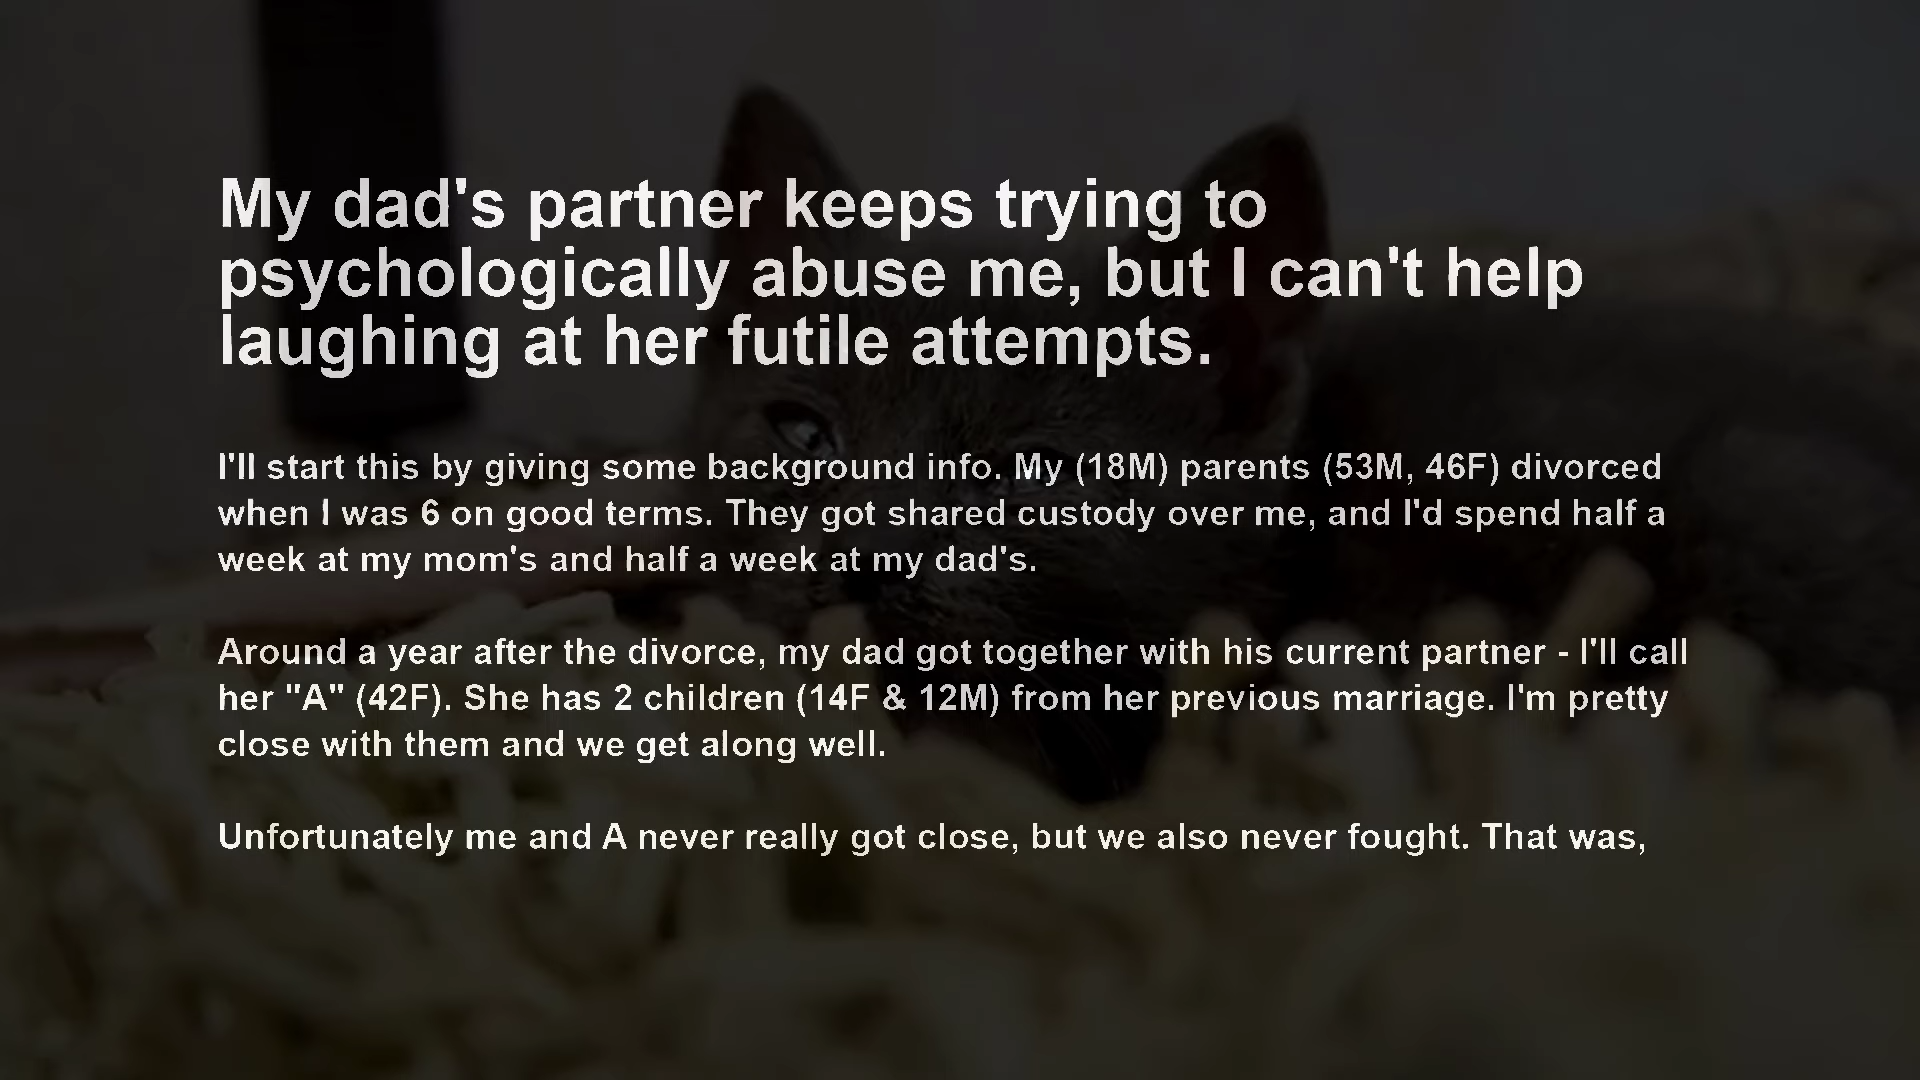 My dad's partner keeps trying to
psychologically abuse me, but I can't help
laughing at her futile attempts.
I'll start this by giving some background info. My (18M) parents (53M, 46F) divorced
when I was 6 on good terms. They got shared custody over me, and I'd spend half a
week at my mom's and half a week at my dad's.
Around a year after the divorce, my dad got together with his current partner - I'll call
her "A" (42F). She has 2 children (14F & 12M) from her previous marriage. I'm pretty
close with them and we get along well.
Unfortunately me and A never really got close, but we also never fought. That was,